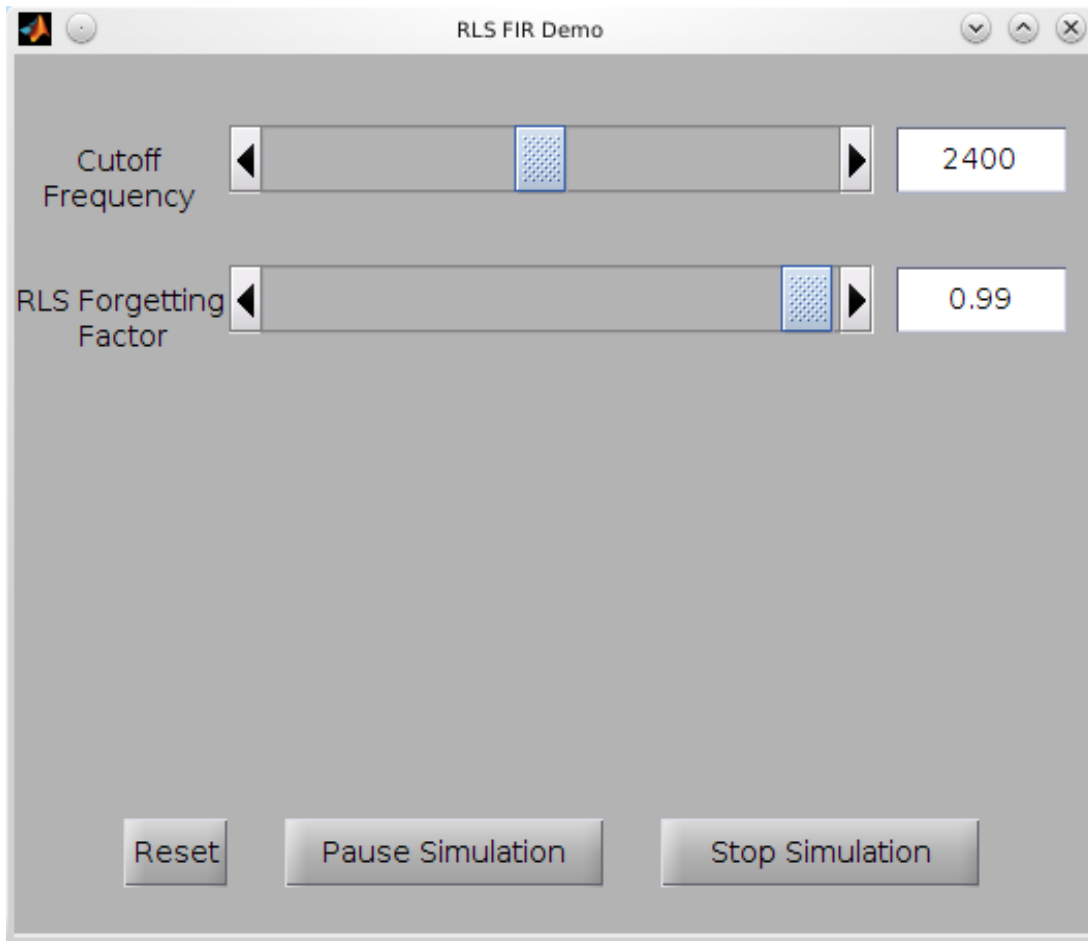 RLS FIR Demo
Cutoff
Frequency
2400
RLS Forgetting
Factor
0.99
Reset
Pause Simulation
Stop Simulation